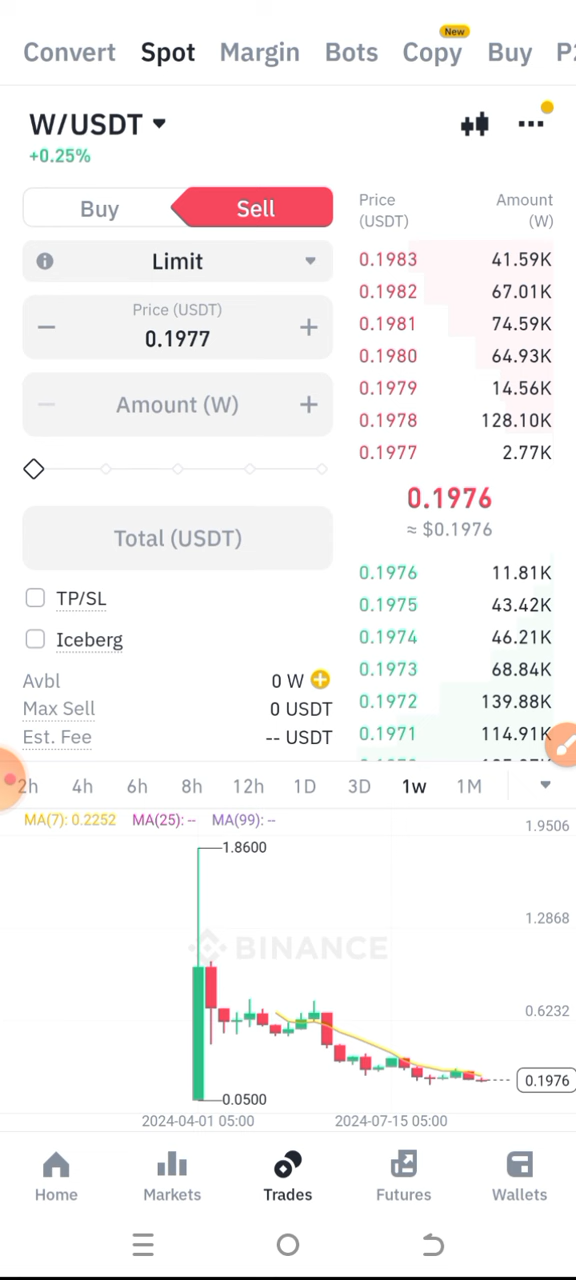 Convert Spot Margin Bots Copy New Buy
W/USDT
+0.25%
Buy Sell
Limit
Price (USDT)
0.1977
Amount (W)
Total (USDT)
TP/SL
Iceberg
Avbl 0 W
Max Sell 0 USDT
Est. Fee -- USDT
Price (USDT) Amount (W)
0.1983 41.59K
0.1982 67.01K
0.1981 74.59K
0.1980 64.93K
0.1979 14.56K
0.1978 128.10K
0.1977 2.77K
0.1976
≈ $0.1976
0.1976 11.81K
0.1975 43.42K
0.1974 46.21K
0.1973 68.84K
0.1972 139.88K
0.1971 114.91K
2h 4h 6h 8h 12h 1D 3D 1w 1M
MA(7): 0.2252 MA(25): -- MA(99): --
1.9506
1.8600
1.2868
BINANCE
0.6232
0.1976
0.0500
2024-04-01 05:00 2024-07-15 05:00
Home Markets Trades Futures Wallets